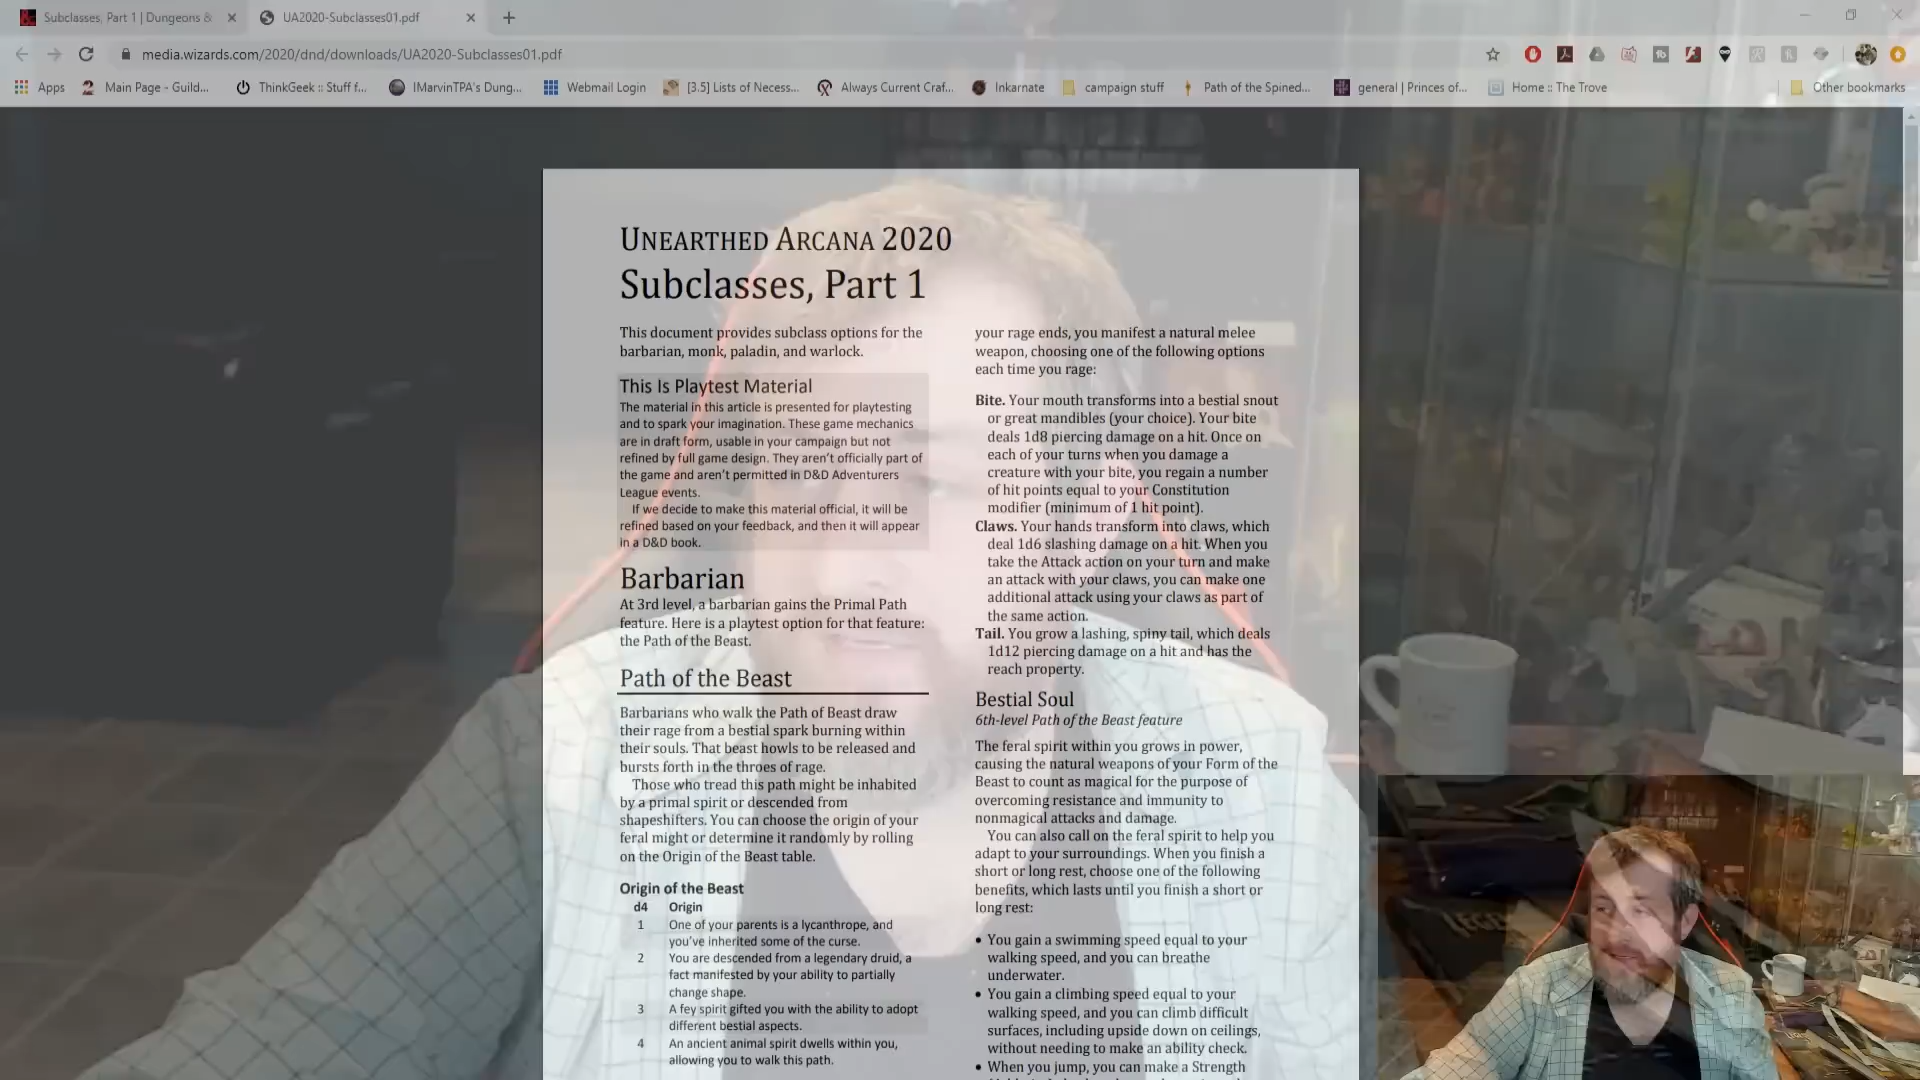 Subclasses, Part 1 | Dungeons &
UA2020-Subclasses01.pdf
media.wizards.com/2020/dnd/downloads/UA2020-Subclasses01.pdf
Apps
Main Page - Guild...
ThinkGeek :: Stuff f...
IMarvinTPA's Dung...
Webmail Login
[3.5] Lists of Necess...
Always Current Craf...
Inkarnate
campaign stuff
Path of the Spined...
general | Princes of...
Home :: The Trove
Other bookmarks
UNEARTHED ARCANA 2020
Subclasses, Part 1
This document provides subclass options for the
barbarian, monk, paladin, and warlock.
This Is Playtest Material
The material in this article is presented for playtesting
and to spark your imagination. These game mechanics
are in draft form, usable in your campaign but not
refined by full game design. They aren't officially part of
the game and aren't permitted in D&D Adventurers
League events.
If we decide to make this material official, it will be
refined based on your feedback, and then it will appear
in a D&D book.
Barbarian
At 3rd level, a barbarian gains the Primal Path
feature. Here is a playtest option for that feature:
the Path of the Beast.
Path of the Beast
Barbarians who walk the Path of Beast draw
their rage from a bestial spark burning within
their souls. That beast howls to be released and
bursts forth in the throes of rage.
Those who tread this path might be inhabited
by a primal spirit or descended from
shapeshifters. You can choose the origin of your
feral might or determine it randomly by rolling
on the Origin of the Beast table.
Origin of the Beast
d4 Origin
1 One of your parents is a lycanthrope, and
you've inherited some of the curse.
2 You are descended from a legendary druid, a
fact manifested by your ability to partially
change shape.
3 A fey spirit gifted you with the ability to adopt
different bestial aspects.
4 An ancient animal spirit dwells within you,
allowing you to walk this path.
your rage ends, you manifest a natural melee
weapon, choosing one of the following options
each time you rage:
Bite. Your mouth transforms into a bestial snout
or great mandibles (your choice). Your bite
deals 1d8 piercing damage on a hit. Once on
each of your turns when you damage a
creature with your bite, you regain a number
of hit points equal to your Constitution
modifier (minimum of 1 hit point).
Claws. Your hands transform into claws, which
deal 1d6 slashing damage on a hit. When you
take the Attack action on your turn and make
an attack with your claws, you can make one
additional attack using your claws as part of
the same action.
Tail. You grow a lashing, spiny tail, which deals
1d12 piercing damage on a hit and has the
reach property.
Bestial Soul
6th-level Path of the Beast feature
The feral spirit within you grows in power,
causing the natural weapons of your Form of the
Beast to count as magical for the purpose of
overcoming resistance and immunity to
nonmagical attacks and damage.
You can also call on the feral spirit to help you
adapt to your surroundings. When you finish a
short or long rest, choose one of the following
benefits, which lasts until you finish a short or
long rest:
• You gain a swimming speed equal to your
walking speed, and you can breathe
underwater.
• You gain a climbing speed equal to your
walking speed, and you can climb difficult
surfaces, including upside down on ceilings,
without needing to make an ability check.
• When you jump, you can make a Strength